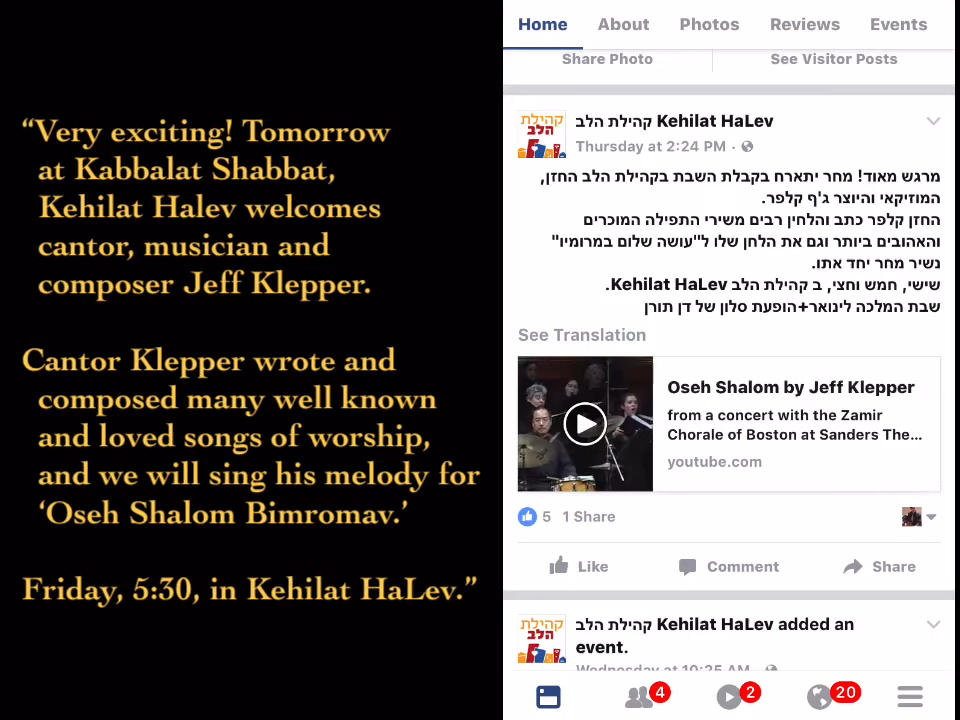 “Very exciting! Tomorrow
at Kabbalat Shabbat,
Kehilat Halev welcomes
cantor, musician and
composer Jeff Klepper.
Cantor Klepper wrote and
composed many well known
and loved songs of worship,
and we will sing his melody for
‘Oseh Shalom Bimromav.’
Friday, 5:30, in Kehilat HaLev.”
Home About Photos Reviews Events
Share Photo See Visitor Posts
קהילת הלב
קהילת הלב Kehilat HaLev
Thursday at 2:24 PM ·
מרגש מאוד! מחר יתארח בקבלת השבת בקהילת הלב החזן,
המוזיקאי והיוצר ג'ף קלפר.
החזן קלפר כתב והלחין רבים משירי התפילה המוכרים
והאהובים ביותר וגם את הלחן שלו ל"עושה שלום במרומיו"
נשיר מחר יחד אתו.
שישי, חמש וחצי, ב קהילת הלב Kehilat HaLev.
שבת המלכה לינואר+הופעת סלון של דן תורן
See Translation
Oseh Shalom by Jeff Klepper
from a concert with the Zamir
Chorale of Boston at Sanders The...
youtube.com
5 1 Share
Like Comment Share
קהילת הלב
קהילת הלב Kehilat HaLev added an
event.
Wednesday at 10:25 AM
4 2 20